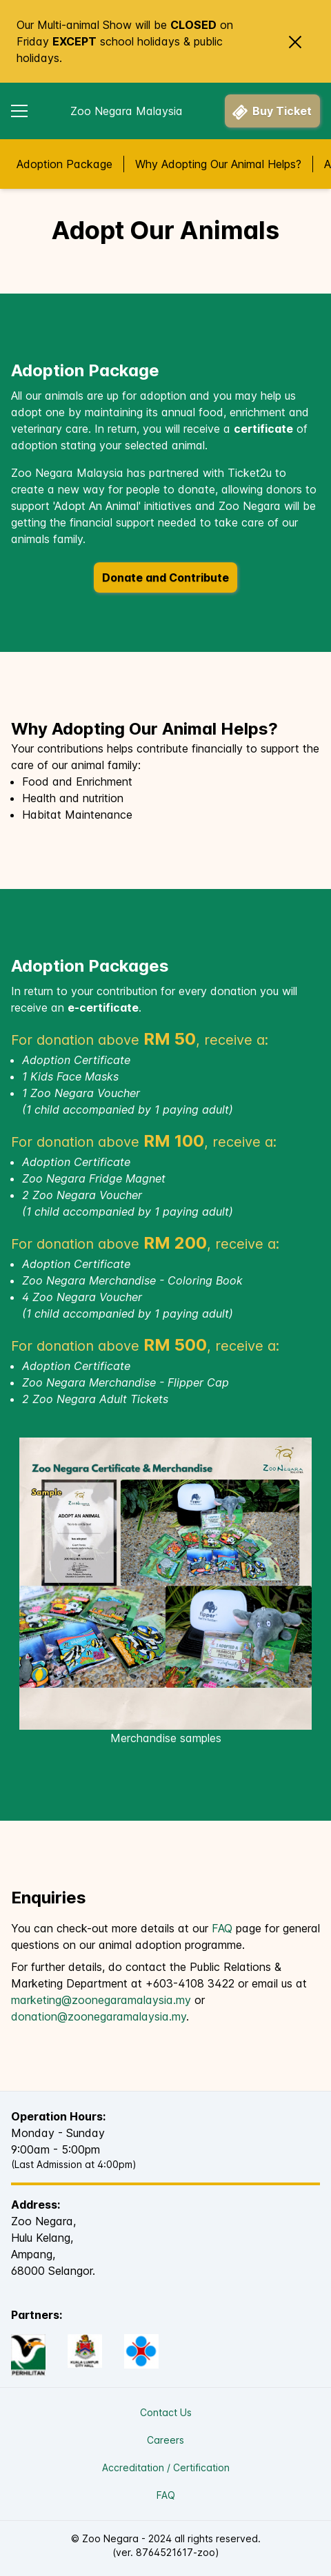 Our Multi-animal Show will be CLOSED on
Friday EXCEPT school holidays & public
holidays.
Zoo Negara Malaysia
Buy Ticket
Adoption Package
Why Adopting Our Animal Helps?
A
Adopt Our Animals
Adoption Package
All our animals are up for adoption and you may help us
adopt one by maintaining its annual food, enrichment and
veterinary care. In return, you will receive a certificate of
adoption stating your selected animal.
Zoo Negara Malaysia has partnered with Ticket2u to
create a new way for people to donate, allowing donors to
support 'Adopt An Animal' initiatives and Zoo Negara will be
getting the financial support needed to take care of our
animals family.
Donate and Contribute
Why Adopting Our Animal Helps?
Your contributions helps contribute financially to support the
care of our animal family:
• Food and Enrichment
• Health and nutrition
• Habitat Maintenance
Adoption Packages
In return to your contribution for every donation you will
receive an e-certificate.
For donation above RM 50, receive a:
• Adoption Certificate
• 1 Kids Face Masks
• 1 Zoo Negara Voucher
(1 child accompanied by 1 paying adult)
For donation above RM 100, receive a:
• Adoption Certificate
• Zoo Negara Fridge Magnet
• 2 Zoo Negara Voucher
(1 child accompanied by 1 paying adult)
For donation above RM 200, receive a:
• Adoption Certificate
• Zoo Negara Merchandise - Coloring Book
• 4 Zoo Negara Voucher
(1 child accompanied by 1 paying adult)
For donation above RM 500, receive a:
• Adoption Certificate
• Zoo Negara Merchandise - Flipper Cap
• 2 Zoo Negara Adult Tickets
Zoo Negara Certificate & Merchandise
ZOO NEGARA
Sample
ADOPT AN ANIMAL
Merchandise samples
Enquiries
You can check-out more details at our FAQ page for general
questions on our animal adoption programme.
For further details, do contact the Public Relations &
Marketing Department at +603-4108 3422 or email us at
marketing@zoonegaramalaysia.my or
donation@zoonegaramalaysia.my.
Operation Hours:
Monday - Sunday
9:00am - 5:00pm
(Last Admission at 4:00pm)
Address:
Zoo Negara,
Hulu Kelang,
Ampang,
68000 Selangor.
Partners:
PERHILITAN
KUALA LUMPUR
CITY HALL
Contact Us
Careers
Accreditation / Certification
FAQ
© Zoo Negara - 2024 all rights reserved.
(ver. 8764521617-zoo)